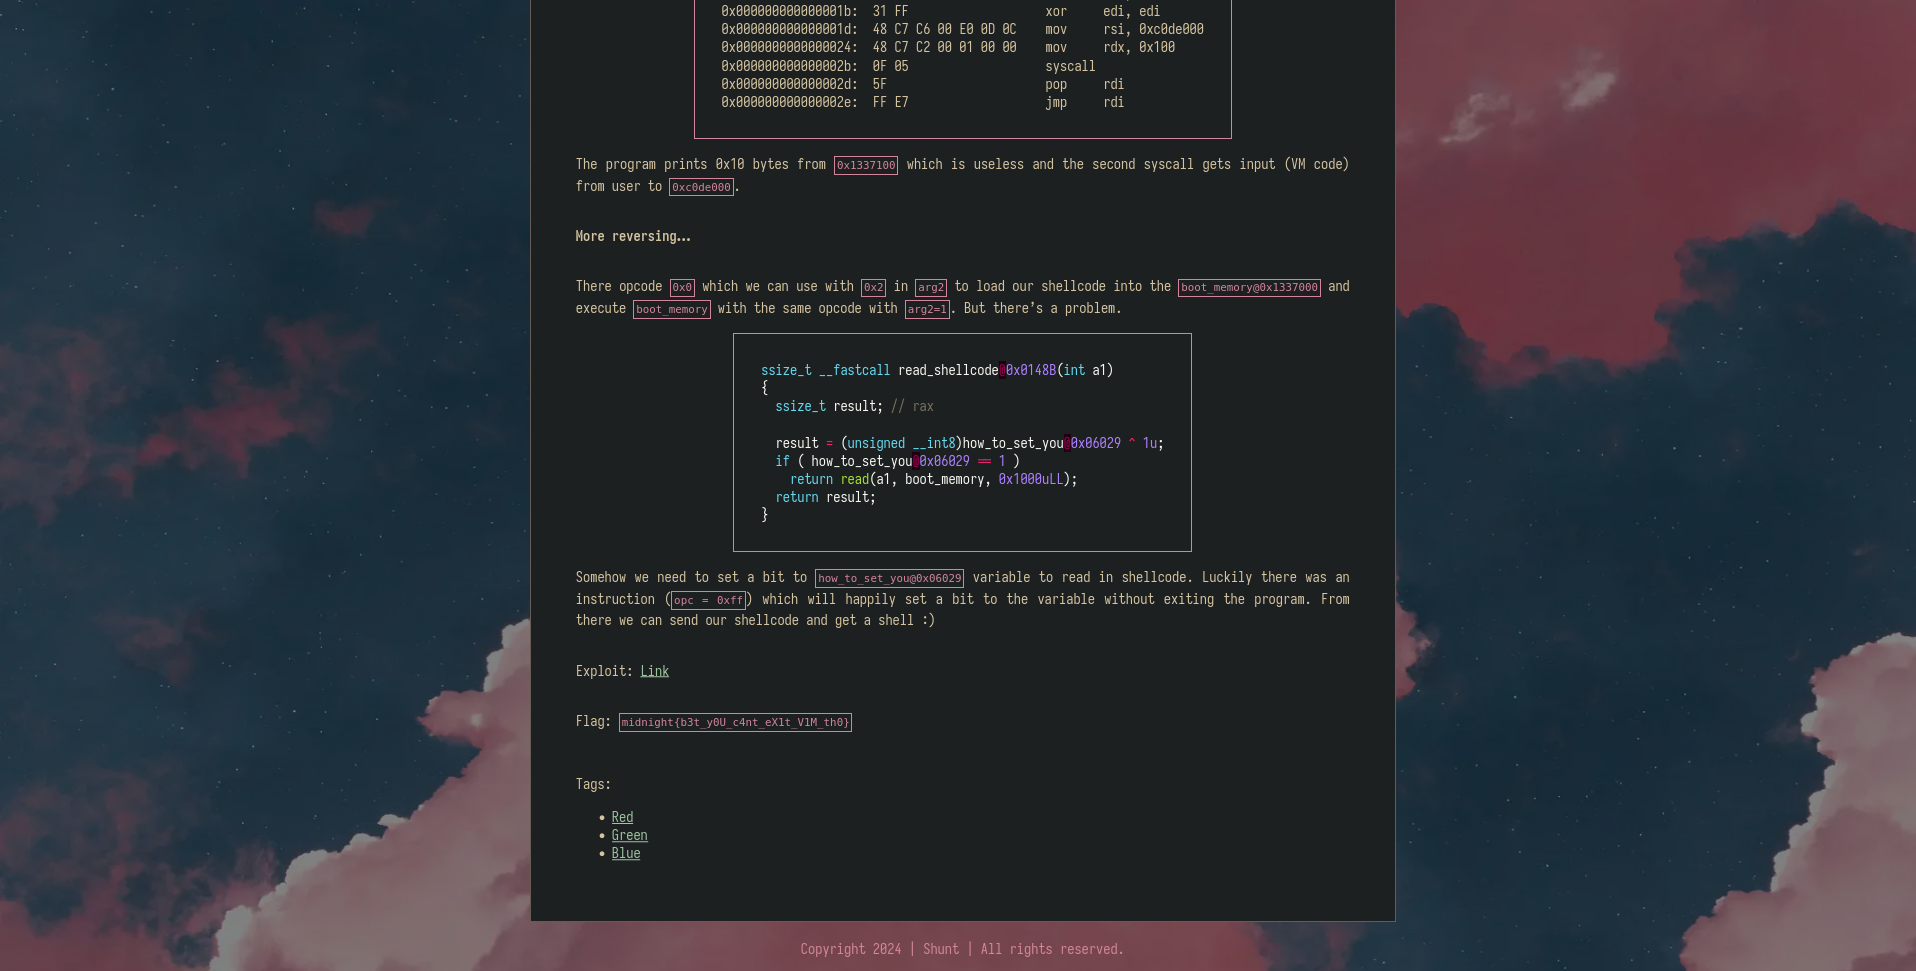 0x000000000000001b: 31 FF xor edi, edi
0x000000000000001d: 48 C7 C6 00 E0 0D 0C mov rsi, 0xc0de000
0x0000000000000024: 48 C7 C2 00 01 00 00 mov rdx, 0x100
0x000000000000002b: 0F 05 syscall
0x000000000000002d: 5F pop rdi
0x000000000000002e: FF E7 jmp rdi
The program prints 0x10 bytes from 0x1337100 which is useless and the second syscall gets input (VM code)
from user to 0xc0de000.
More reversing...
There opcode 0x0 which we can use with 0x2 in arg2 to load our shellcode into the boot_memory@0x1337000 and
execute boot_memory with the same opcode with arg2=1. But there's a problem.
ssize_t __fastcall read_shellcode@0x0148B(int a1)
{
ssize_t result; // rax
result = (unsigned __int8)how_to_set_you@0x06029 ^ 1u;
if ( how_to_set_you@0x06029 == 1 )
return read(a1, boot_memory, 0x1000uLL);
return result;
}
Somehow we need to set a bit to how_to_set_you@0x06029 variable to read in shellcode. Luckily there was an
instruction (opc = 0xff) which will happily set a bit to the variable without exiting the program. From
there we can send our shellcode and get a shell :)
Exploit: Link
Flag: midnight{b3t_y0U_c4nt_eX1t_V1M_th0}
Tags:
• Red
• Green
• Blue
Copyright 2024 | Shunt | All rights reserved.